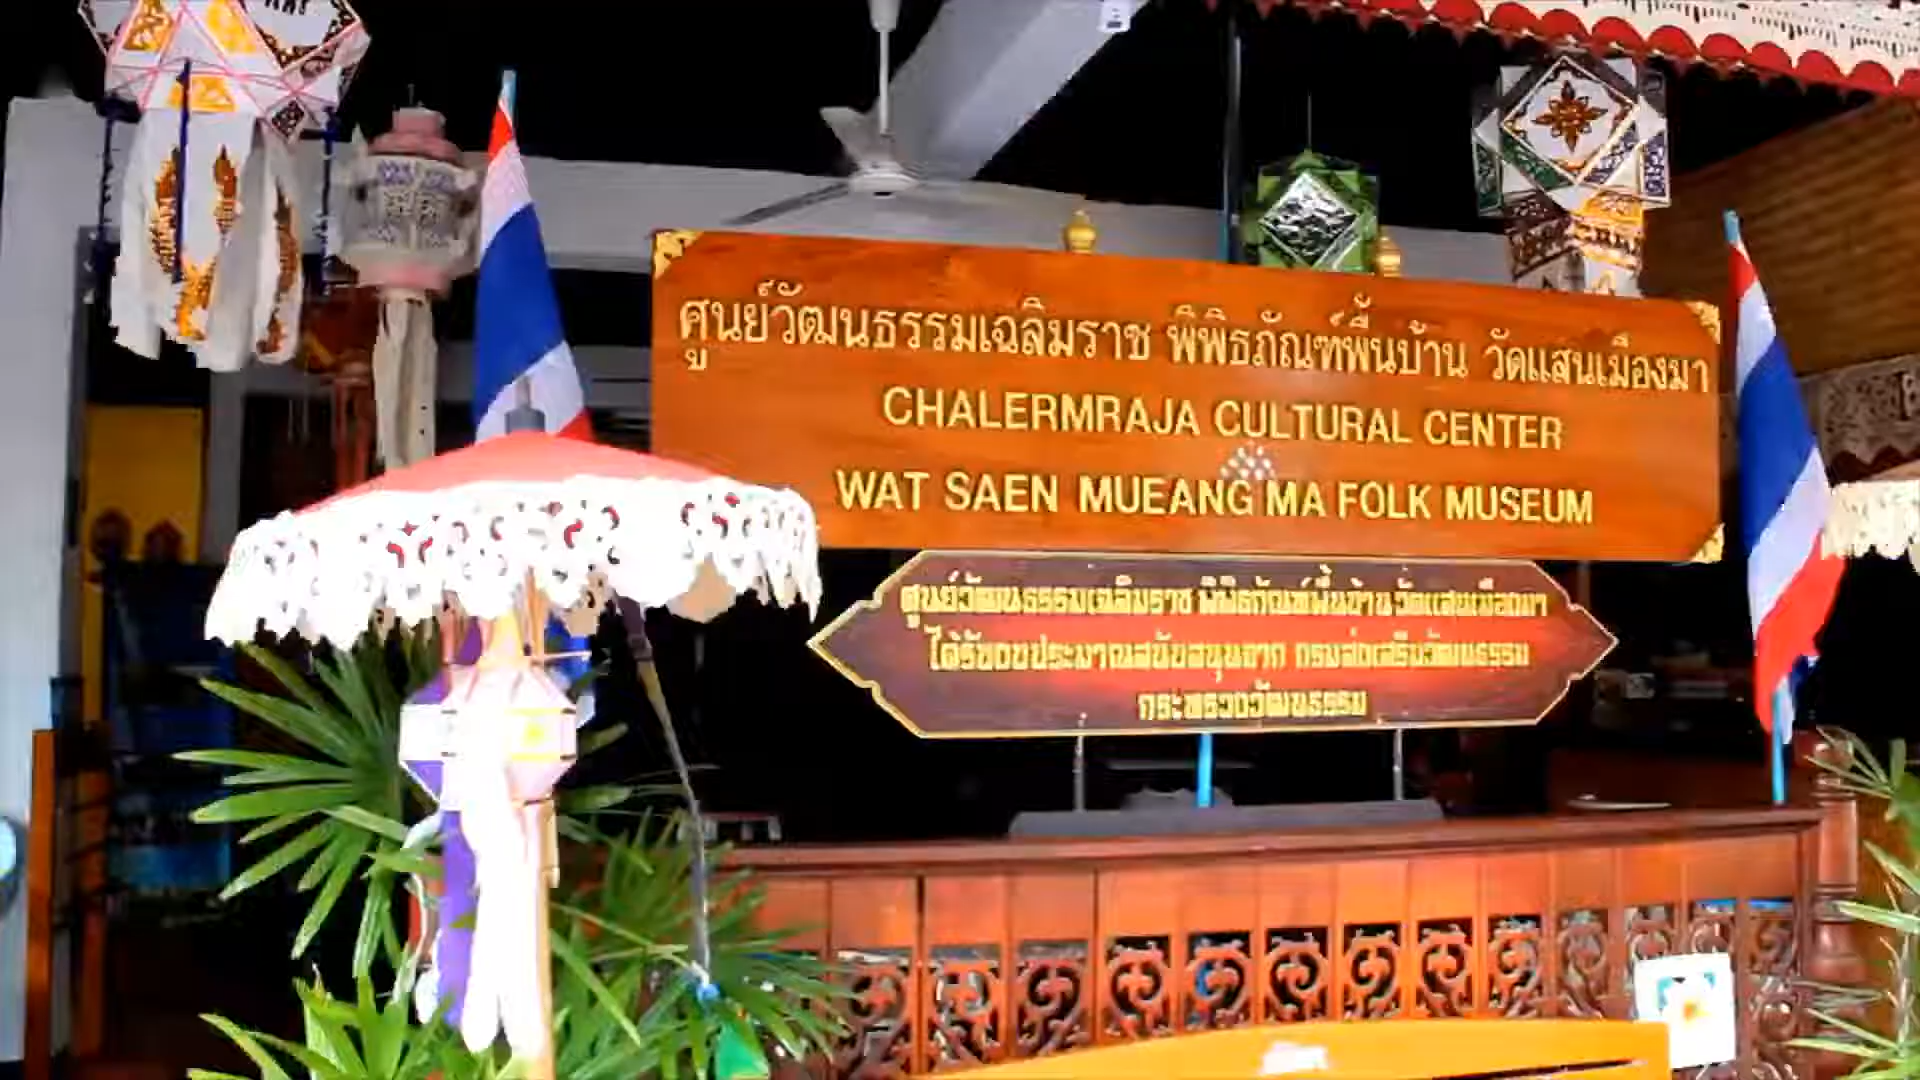 ศูนย์วัฒนธรรมเฉลิมราช พิพิธภัณฑ์พื้นบ้าน วัดแสนเมืองมา
CHALERMRAJA CULTURAL CENTER
WAT SAEN MUEANG MA FOLK MUSEUM
ศูนย์วัฒนธรรมเฉลิมราช พิพิธภัณฑ์พื้นบ้านวัดแสนเมืองมา
ได้รับงบประมาณสนับสนุนจาก กรมส่งเสริมวัฒนธรรม
กระทรวงวัฒนธรรม